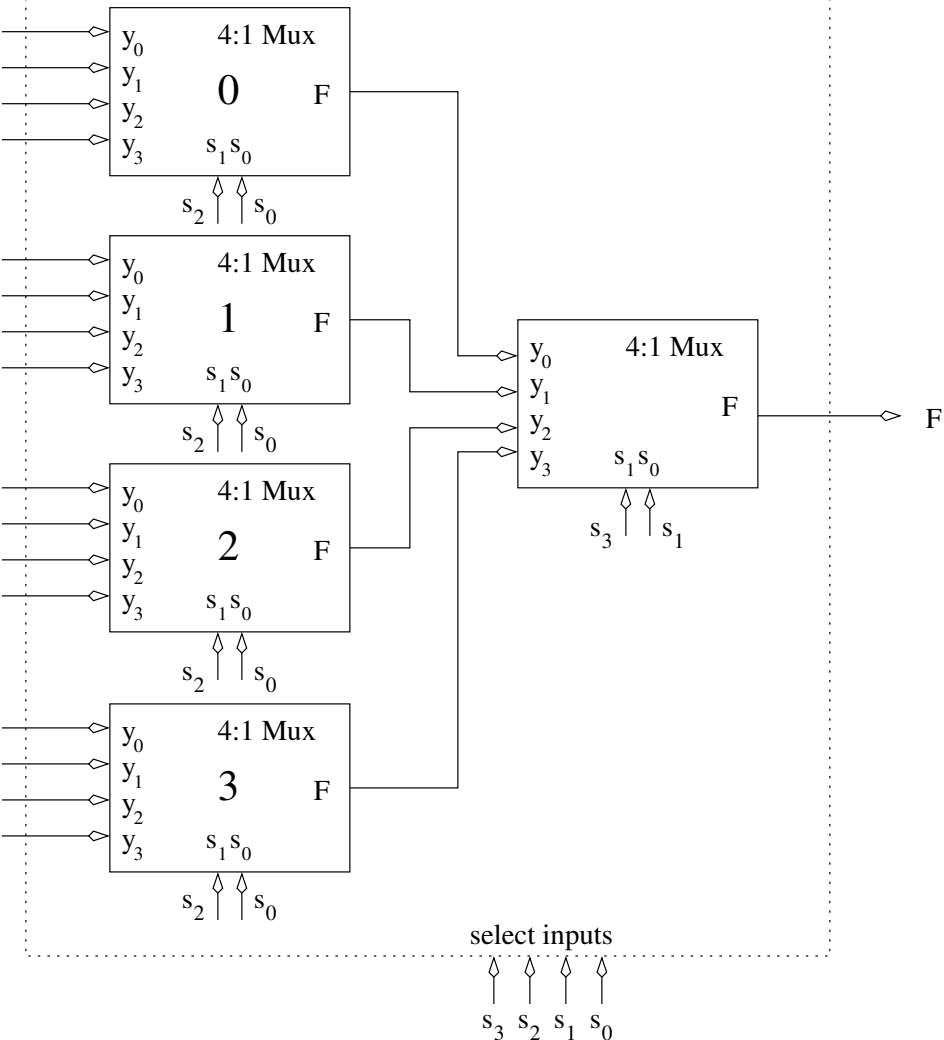 y0 4:1 Mux
y1 0 F
y2
y3 s1 s0
s2 s0
y0 4:1 Mux
y1 1 F
y2
y3 s1 s0
s2 s0
y0 4:1 Mux
y1 2 F
y2
y3 s1 s0
s2 s0
y0 4:1 Mux
y1 3 F
y2
y3 s1 s0
s2 s0
y0 4:1 Mux
y1 F
y2
y3 s1 s0
s3 s1
F
select inputs
s3 s2 s1 s0